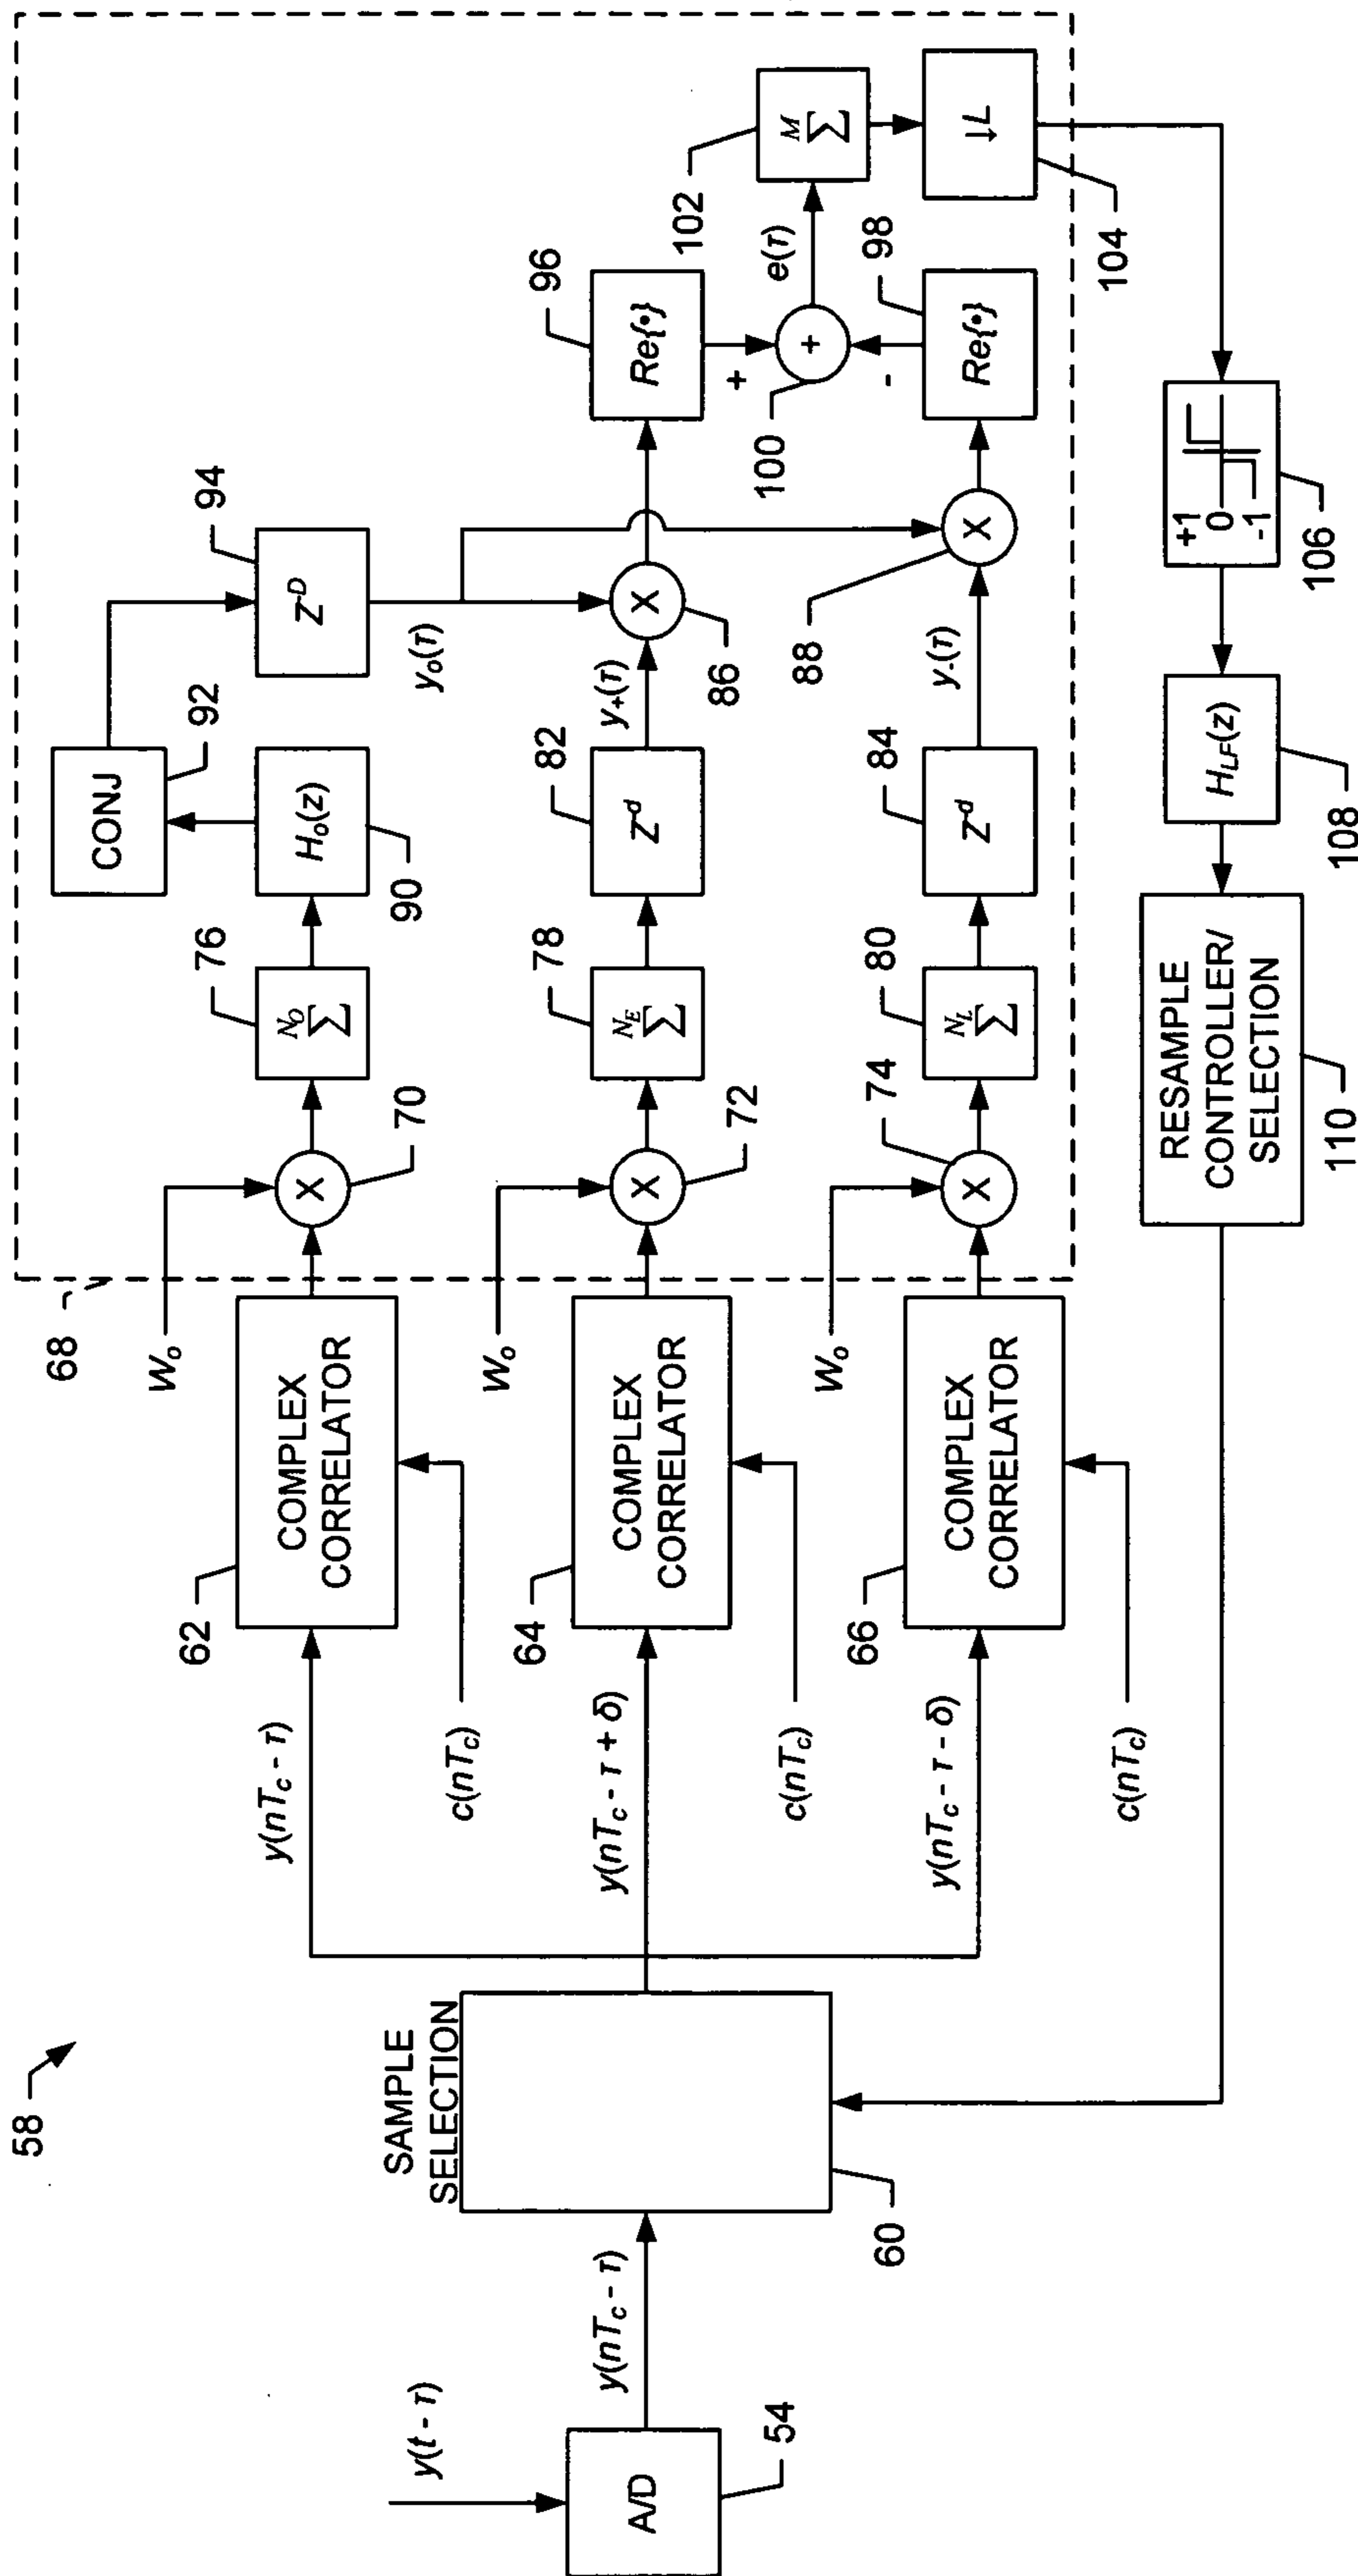 58
y(t - τ)
A/D
54
y(nT_c - τ)
SAMPLE
SELECTION
60
y(nT_c - τ)
y(nT_c - τ + δ)
y(nT_c - τ - δ)
c(nT_c)
c(nT_c)
c(nT_c)
62
COMPLEX
CORRELATOR
64
COMPLEX
CORRELATOR
66
COMPLEX
CORRELATOR
68
W_o
W_o
W_o
X
70
X
72
X
74
76
N_O
∑
78
N_E
∑
80
N_L
∑
90
H_o(z)
CONJ
92
82
Z^-d
84
Z^-d
94
Z^-D
y_o(τ)
y_+(τ)
y_-(τ)
X
86
X
88
96
Re{•}
98
Re{•}
+
-
+
100
e(τ)
102
M
∑
↓L
104
+1
0
-1
106
H_LF(z)
108
RESAMPLE
CONTROLLER/
SELECTION
110